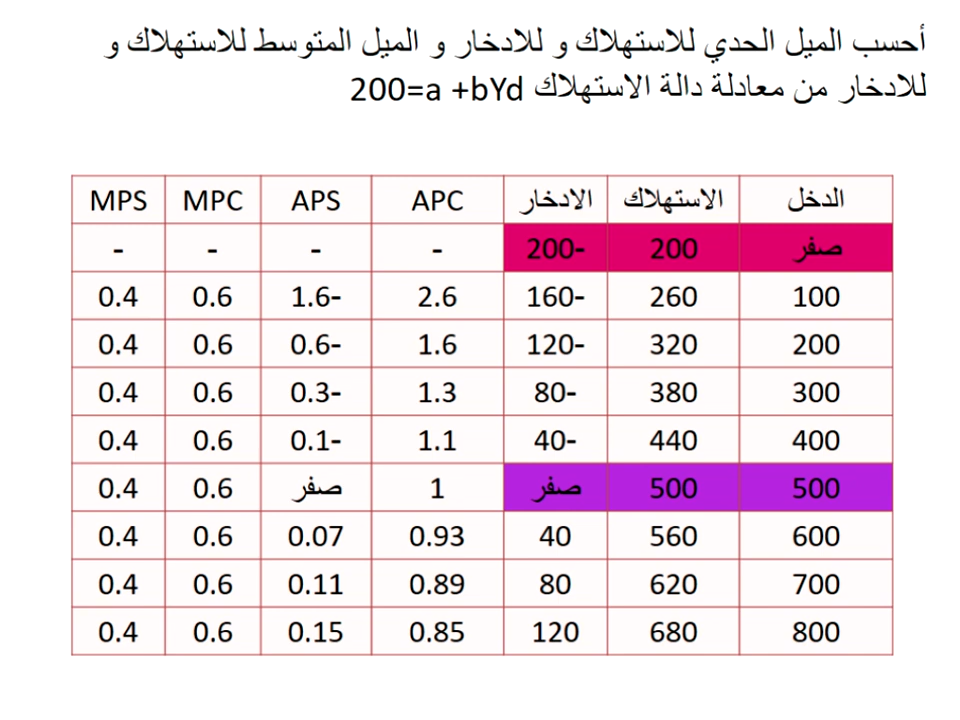 أحسب الميل الحدي للاستهلاك و للادخار و الميل المتوسط للاستهلاك و
للادخار من معادلة دالة الاستهلاك 200=a +bYd
الدخل الاستهلاك الادخار APC APS MPC MPS
صفر 200 200- - - - -
100 260 160- 2.6 1.6- 0.6 0.4
200 320 120- 1.6 0.6- 0.6 0.4
300 380 80- 1.3 0.3- 0.6 0.4
400 440 40- 1.1 0.1- 0.6 0.4
500 500 صفر 1 صفر 0.6 0.4
600 560 40 0.93 0.07 0.6 0.4
700 620 80 0.89 0.11 0.6 0.4
800 680 120 0.85 0.15 0.6 0.4